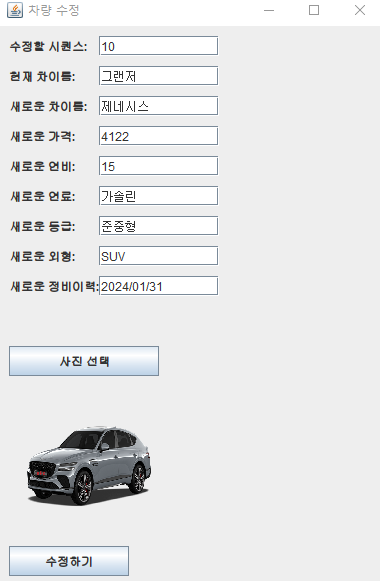 차량 수정
수정할 시퀀스: 10
현재 차이름: 그랜저
새로운 차이름: 제네시스
새로운 가격: 4122
새로운 연비: 15
새로운 연료: 가솔린
새로운 등급: 준중형
새로운 외형: SUV
새로운 정비이력: 2024/01/31
사진 선택
수정하기